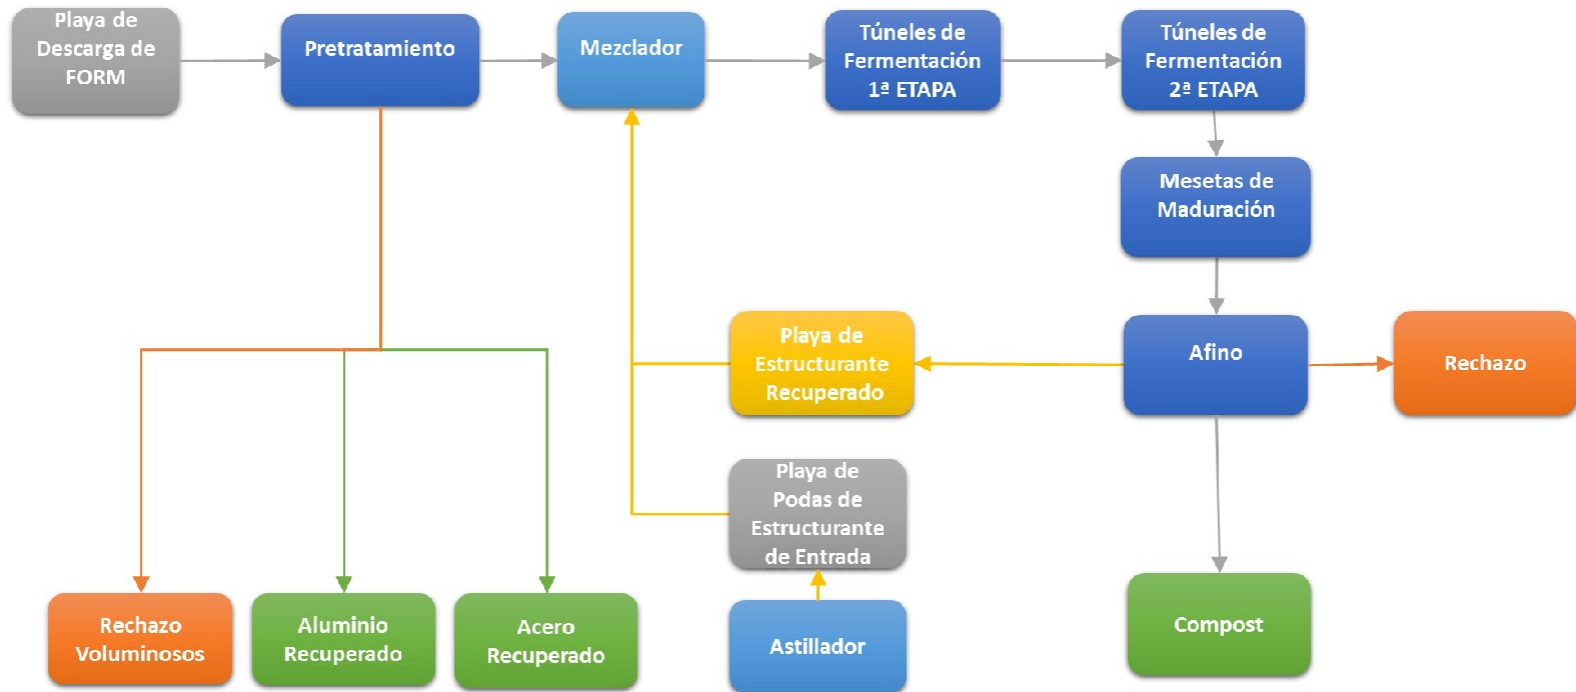 Playa de
Descarga de
FORM
Pretratamiento
Mezclador
Túneles de
Fermentación
1ª ETAPA
Túneles de
Fermentación
2ª ETAPA
Mesetas de
Maduración
Playa de
Estructurante
Recuperado
Afino
Rechazo
Playa de
Podas de
Estructurante
de Entrada
Rechazo
Voluminosos
Aluminio
Recuperado
Acero
Recuperado
Astillador
Compost